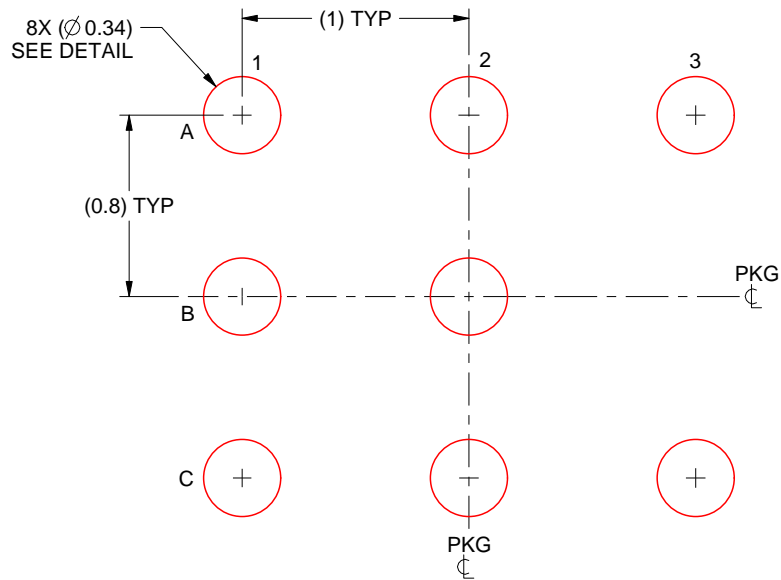 (1) TYP
8X (∅ 0.34)
SEE DETAIL
1
2
3
A
(0.8) TYP
PKG
℄
B
C
PKG
℄